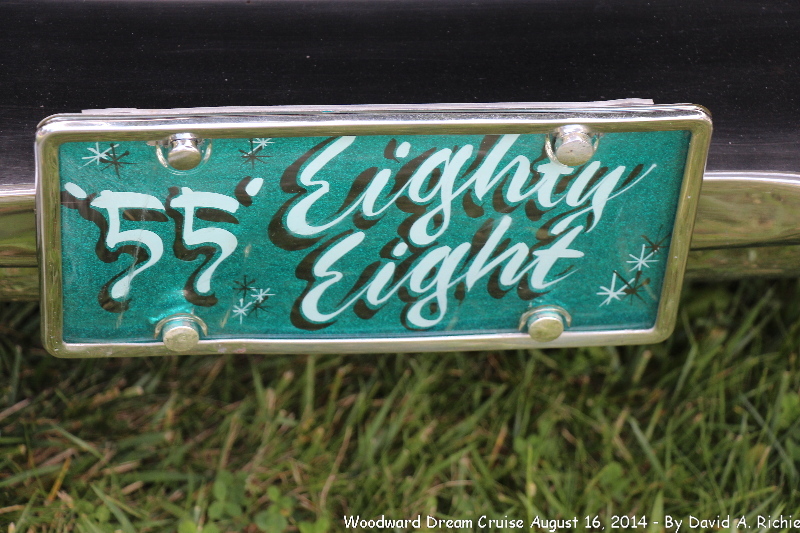 '55' Eighty
Eight
Woodward Dream Cruise August 16, 2014 - By David A. Richie